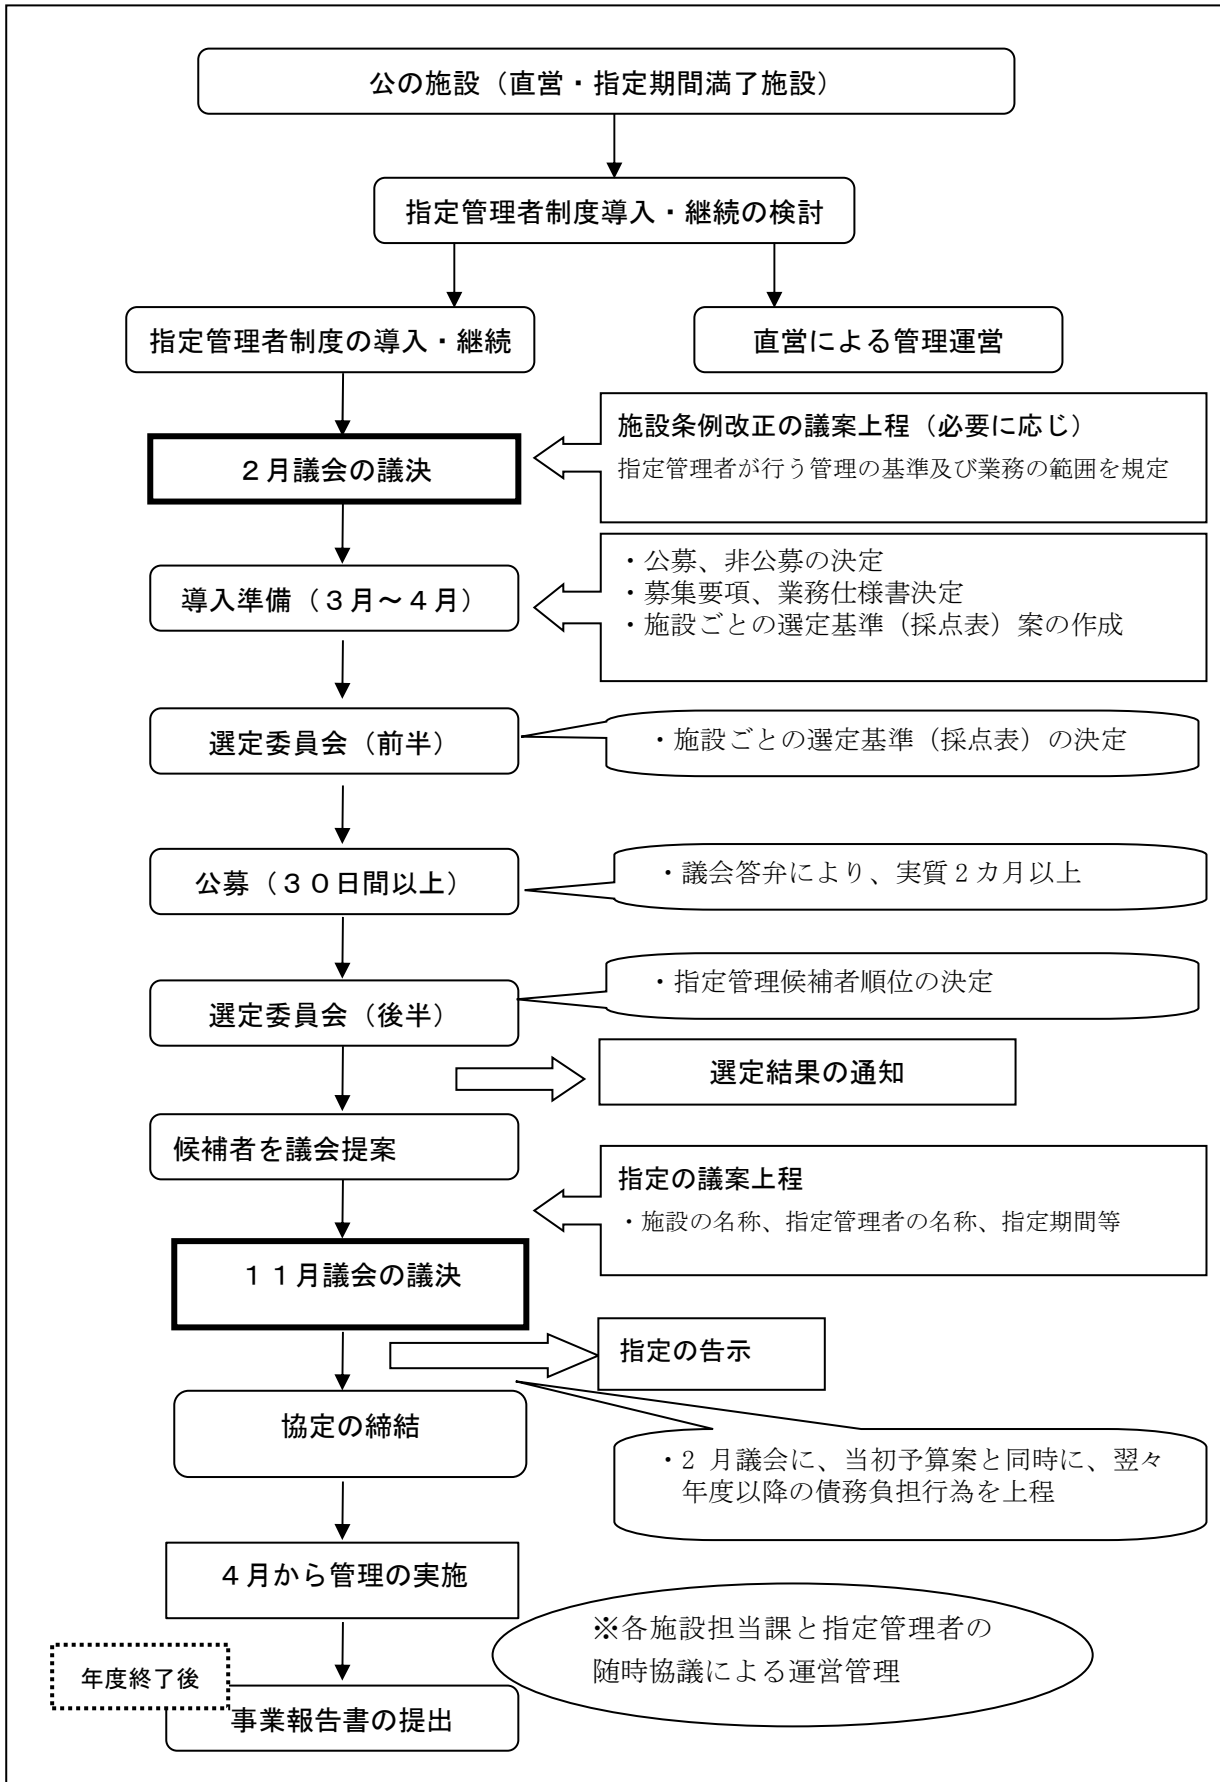 公の施設（直営・指定期間満了施設）
指定管理者制度導入・継続の検討
指定管理者制度の導入・継続
直営による管理運営
２月議会の議決
施設条例改正の議案上程（必要に応じ）
指定管理者が行う管理の基準及び業務の範囲を規定
導入準備（３月～４月）
・公募、非公募の決定
・募集要項、業務仕様書決定
・施設ごとの選定基準（採点表）案の作成
選定委員会（前半）
・施設ごとの選定基準（採点表）の決定
公募（３０日間以上）
・議会答弁により、実質２カ月以上
選定委員会（後半）
・指定管理候補者順位の決定
選定結果の通知
候補者を議会提案
指定の議案上程
・施設の名称、指定管理者の名称、指定期間等
１１月議会の議決
指定の告示
協定の締結
・2 月議会に、当初予算案と同時に、翌々
年度以降の債務負担行為を上程
４月から管理の実施
※各施設担当課と指定管理者の
随時協議による運営管理
年度終了後
事業報告書の提出